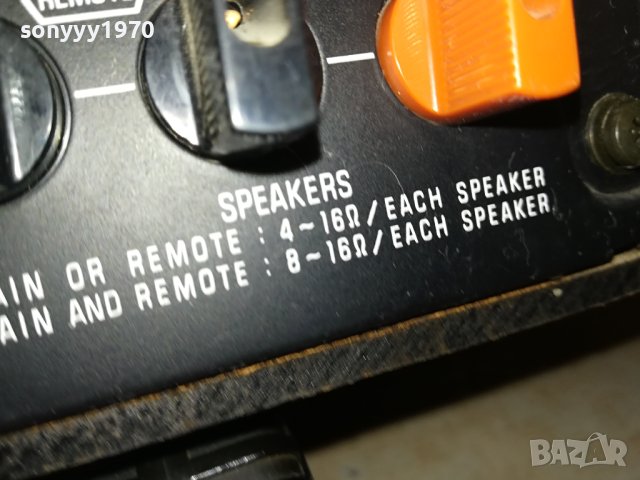 sonyyy1970
SPEAKERS
AIN OR REMOTE : 4~16Ω/EACH SPEAKER
AIN AND REMOTE : 8~16Ω/EACH SPEAKER
BAZAR